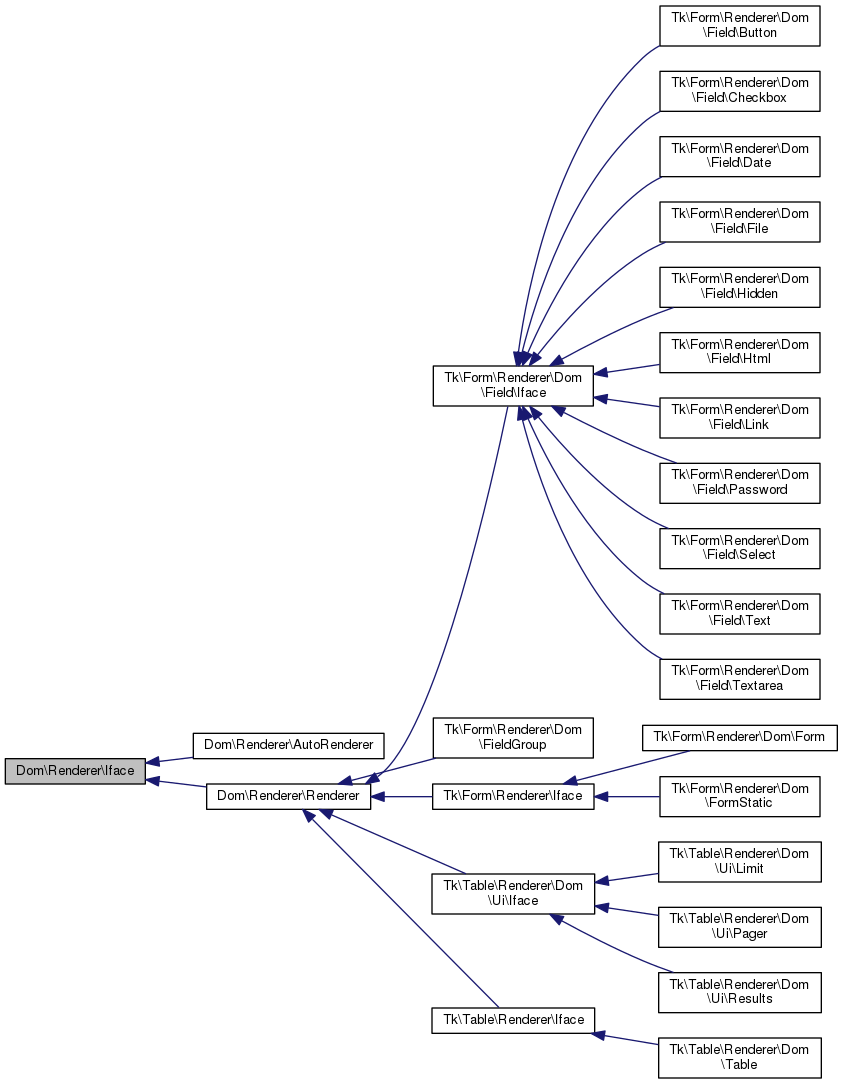 Tk\Form\Renderer\Dom
\Field\Button
Tk\Form\Renderer\Dom
\Field\Checkbox
Tk\Form\Renderer\Dom
\Field\Date
Tk\Form\Renderer\Dom
\Field\File
Tk\Form\Renderer\Dom
\Field\Hidden
Tk\Form\Renderer\Dom
\Field\Html
Tk\Form\Renderer\Dom
\Field\Iface
Tk\Form\Renderer\Dom
\Field\Link
Tk\Form\Renderer\Dom
\Field\Password
Tk\Form\Renderer\Dom
\Field\Select
Tk\Form\Renderer\Dom
\Field\Text
Tk\Form\Renderer\Dom
\Field\Textarea
Dom\Renderer\Iface
Dom\Renderer\AutoRenderer
Dom\Renderer\Renderer
Tk\Form\Renderer\Dom
\FieldGroup
Tk\Form\Renderer\Iface
Tk\Form\Renderer\Dom\Form
Tk\Form\Renderer\Dom
\FormStatic
Tk\Table\Renderer\Dom
\Ui\Iface
Tk\Table\Renderer\Dom
\Ui\Limit
Tk\Table\Renderer\Dom
\Ui\Pager
Tk\Table\Renderer\Dom
\Ui\Results
Tk\Table\Renderer\Iface
Tk\Table\Renderer\Dom
\Table